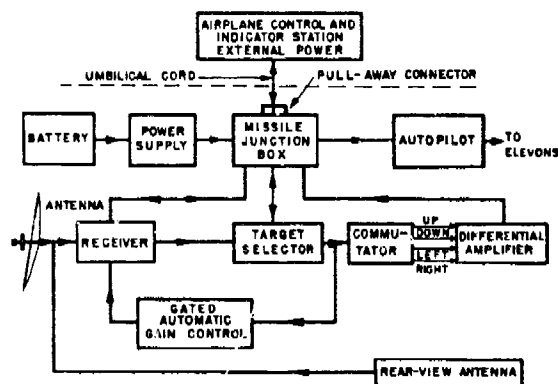 AIRPLANE CONTROL AND
INDICATOR STATION
EXTERNAL POWER
UMBILICAL CORD
PULL-AWAY CONNECTOR
BATTERY
POWER
SUPPLY
MISSILE
JUNCTION
BOX
AUTOPILOT
TO
ELEVONS
ANTENNA
RECEIVER
TARGET
SELECTOR
COMMU-
TATOR
UP
DOWN
LEFT
RIGHT
DIFFERENTIAL
AMPLIFIER
GATED
AUTOMATIC
GAIN CONTROL
REAR-VIEW ANTENNA